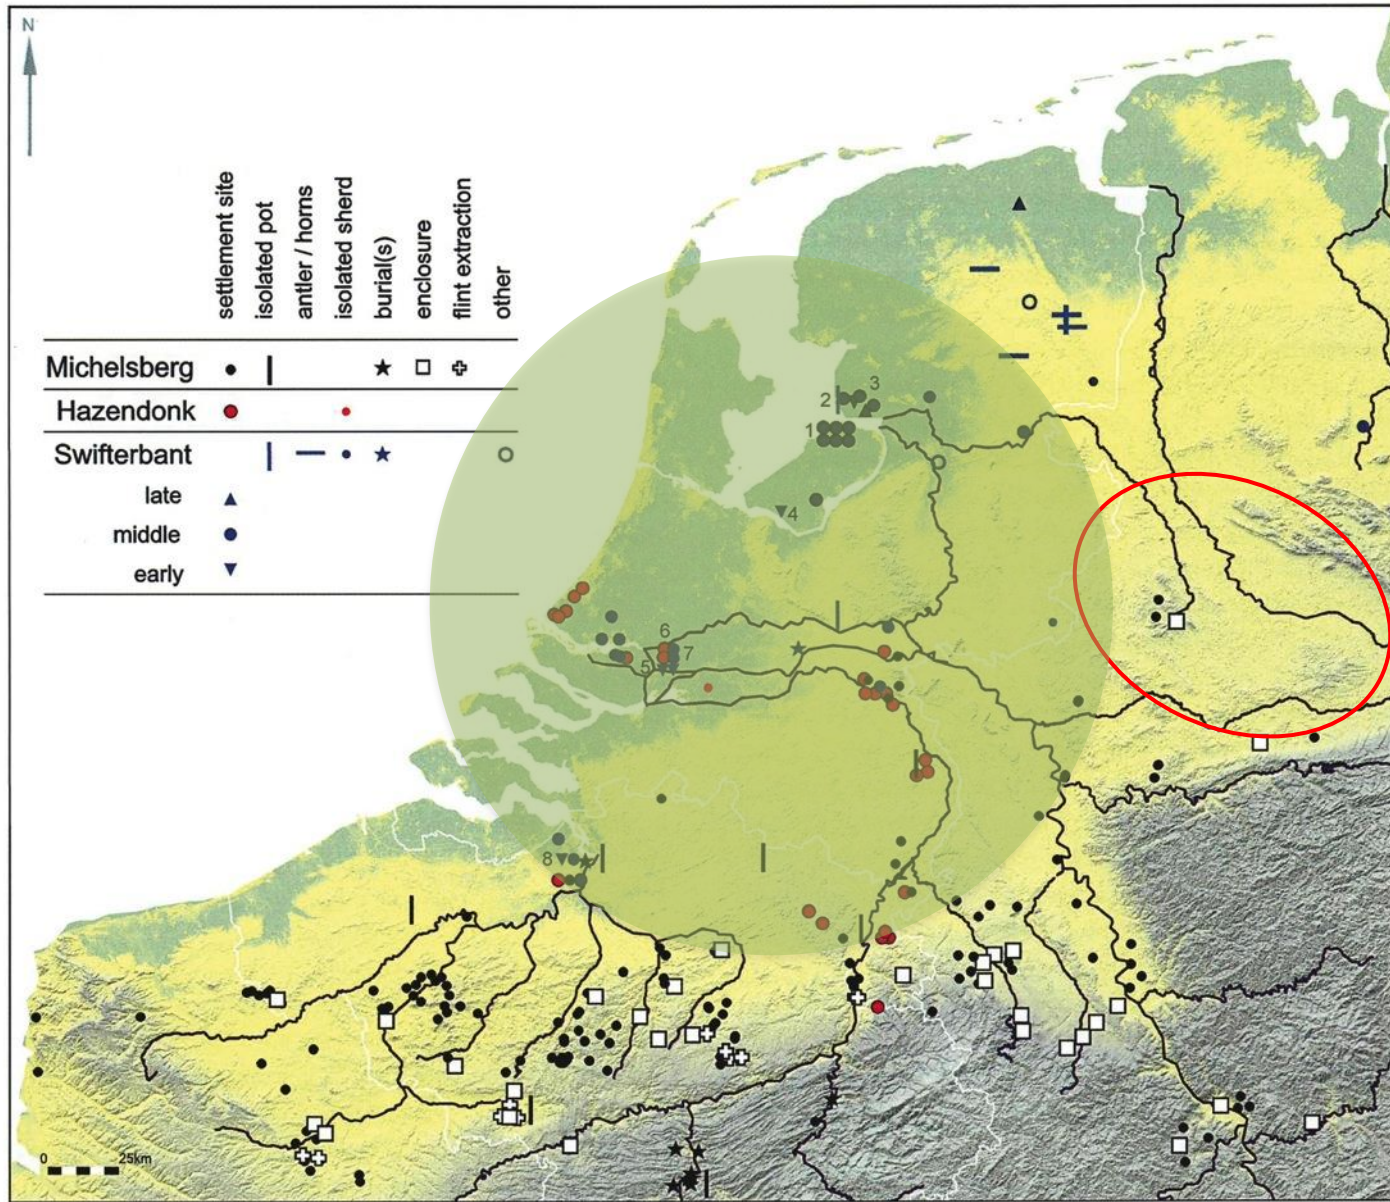 N
settlement site
isolated pot
antler / horns
isolated sherd
burial(s)
enclosure
flint extraction
other
Michelsberg
Hazendonk
Swifterbant
late
middle
early
3
2
1
4
6
7
5
8
0 25km